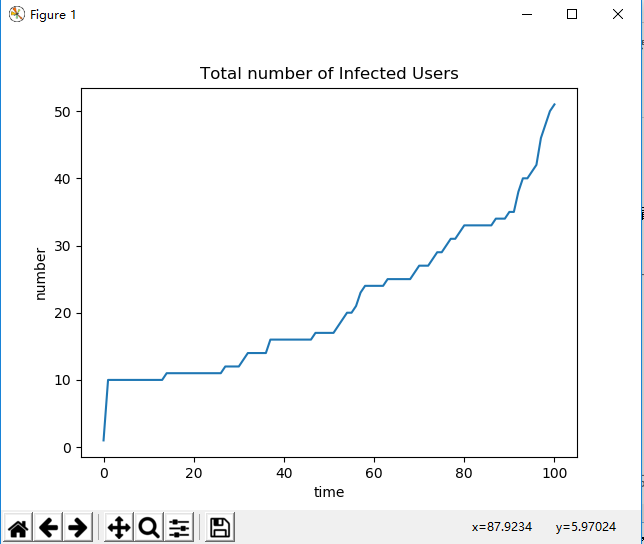 Figure 1
Total number of Infected Users
50
40
30
20
10
0
number
0 20 40 60 80 100
time
x=87.9234 y=5.97024